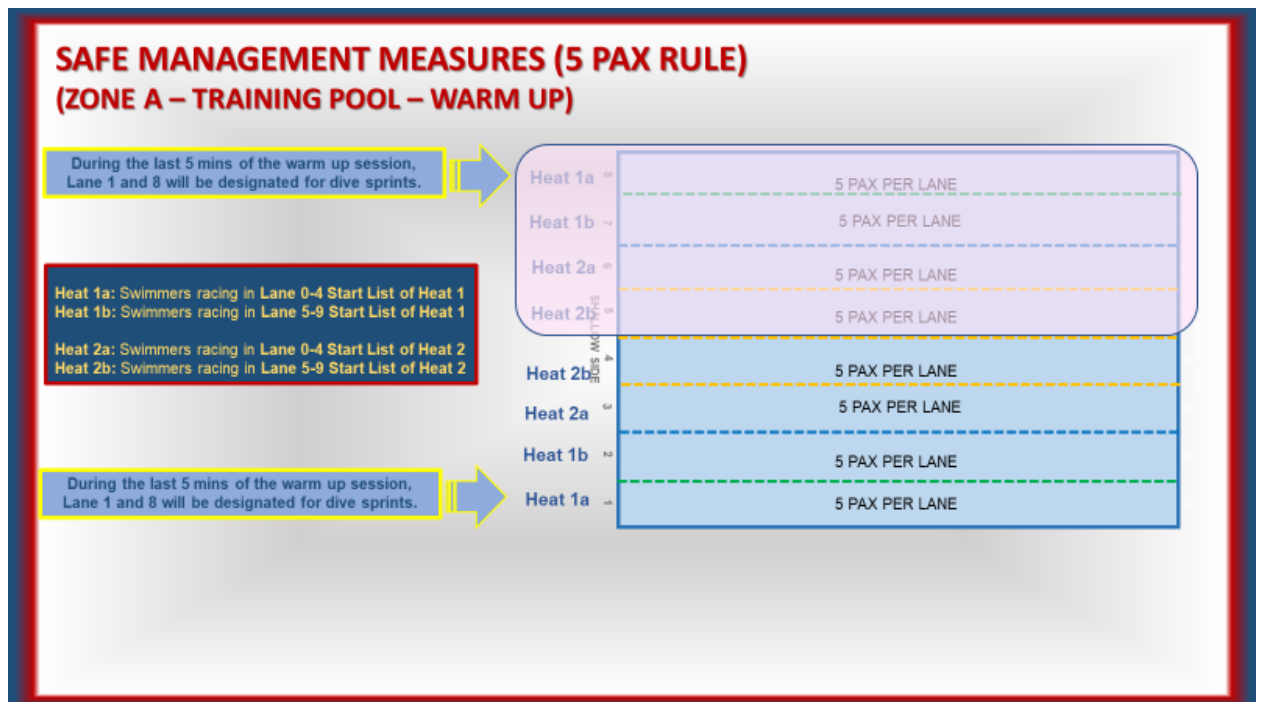 SAFE MANAGEMENT MEASURES (5 PAX RULE)
(ZONE A – TRAINING POOL – WARM UP)
During the last 5 mins of the warm up session,
Lane 1 and 8 will be designated for dive sprints.
Heat 1a: Swimmers racing in Lane 0-4 Start List of Heat 1
Heat 1b: Swimmers racing in Lane 5-9 Start List of Heat 1
Heat 2a: Swimmers racing in Lane 0-4 Start List of Heat 2
Heat 2b: Swimmers racing in Lane 5-9 Start List of Heat 2
During the last 5 mins of the warm up session,
Lane 1 and 8 will be designated for dive sprints.
Heat 1a 8 5 PAX PER LANE
Heat 1b 7 5 PAX PER LANE
Heat 2a 6 5 PAX PER LANE
Heat 2b 5 5 PAX PER LANE
SHALLOW SIDE
Heat 2b 4 5 PAX PER LANE
Heat 2a 3 5 PAX PER LANE
Heat 1b 2 5 PAX PER LANE
Heat 1a 1 5 PAX PER LANE